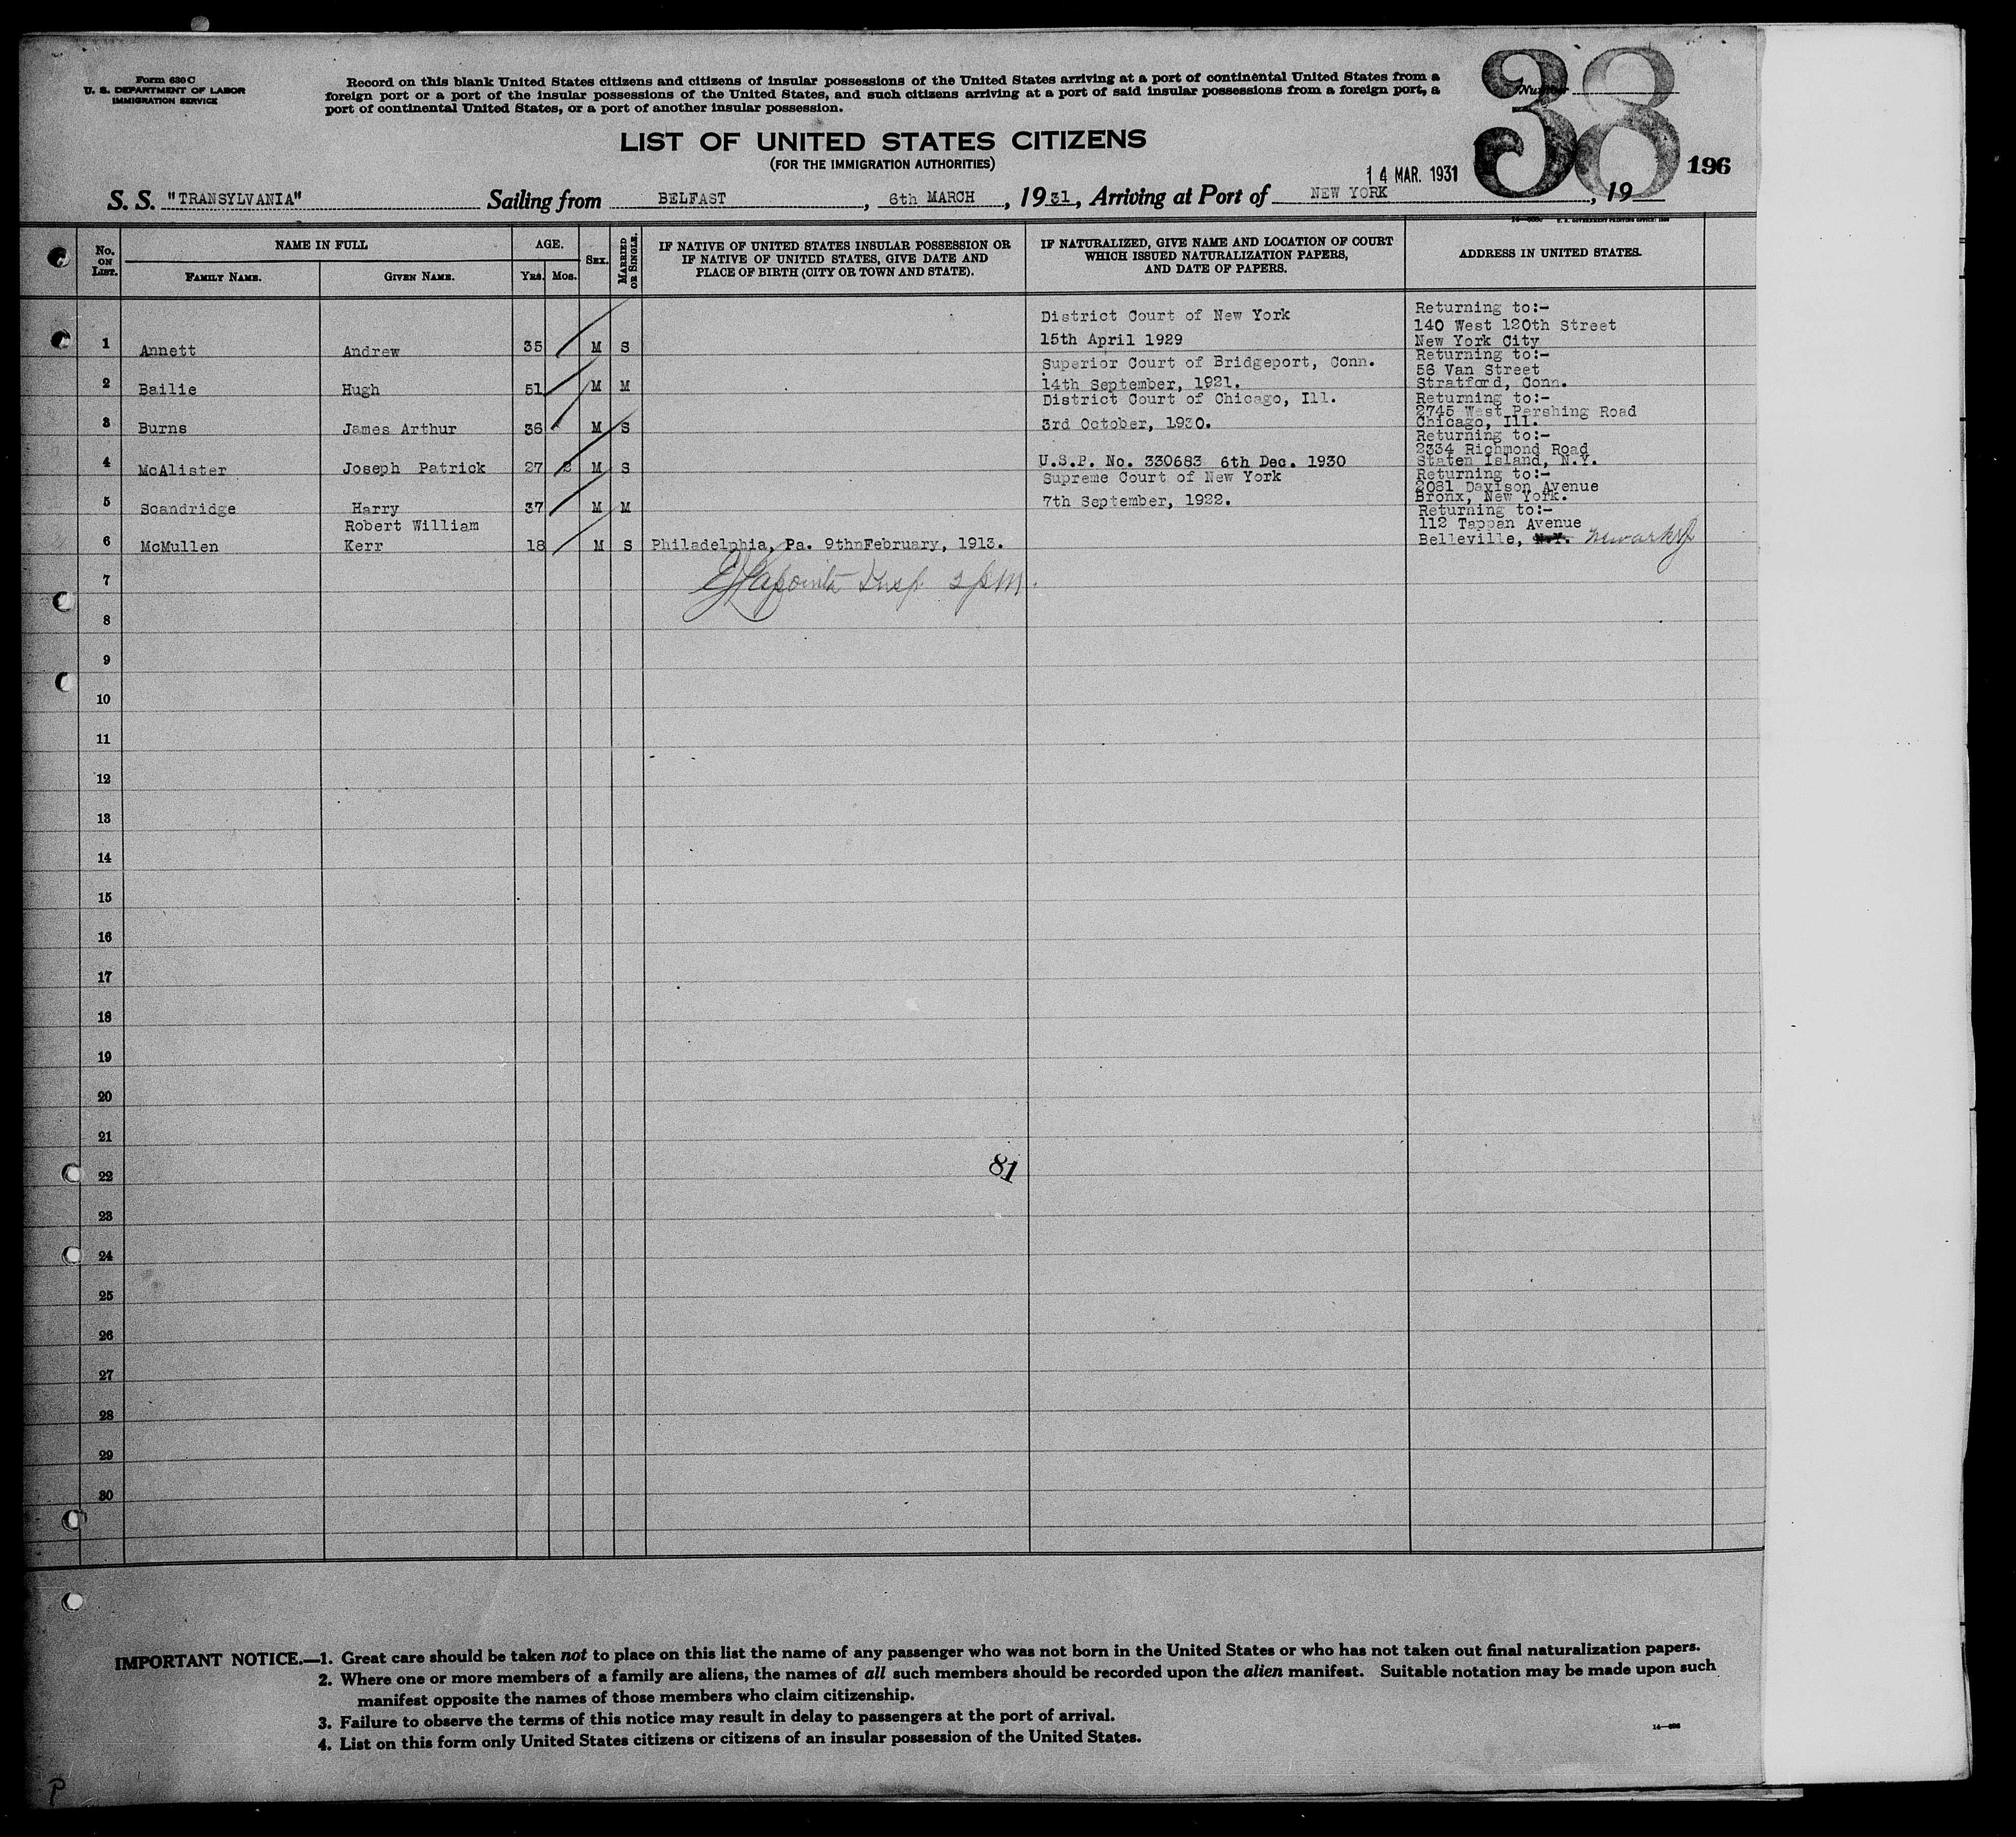 Form 630 C
U. S. DEPARTMENT OF LABOR
IMMIGRATION SERVICE
Record on this blank United States citizens and citizens of insular possessions of the United States arriving at a port of continental United States from a
foreign port or a port of the insular possessions of the United States, and such citizens arriving at a port of said insular possessions from a foreign port, a
port of continental United States, or a port of another insular possession.
Number
38
196
LIST OF UNITED STATES CITIZENS
(FOR THE IMMIGRATION AUTHORITIES)
14 MAR. 1931
S. S. "TRANSYLVANIA" Sailing from BELFAST, 6th MARCH, 1931, Arriving at Port of NEW YORK, 19
No. ON LIST.
NAME IN FULL
FAMILY NAME.
GIVEN NAME.
AGE.
YRS. MOS.
SEX.
MARRIED OR SINGLE.
IF NATIVE OF UNITED STATES INSULAR POSSESSION OR
IF NATIVE OF UNITED STATES, GIVE DATE AND
PLACE OF BIRTH (CITY OR TOWN AND STATE).
IF NATURALIZED, GIVE NAME AND LOCATION OF COURT
WHICH ISSUED NATURALIZATION PAPERS,
AND DATE OF PAPERS.
ADDRESS IN UNITED STATES.
1 Annett Andrew 35 M S
District Court of New York
15th April 1929
Returning to:-
140 West 120th Street
New York City
2 Bailie Hugh 51 M M
Superior Court of Bridgeport, Conn.
14th September, 1921.
Returning to:-
56 Van Street
Stratford, Conn.
3 Burns James Arthur 36 M S
District Court of Chicago, Ill.
3rd October, 1930.
Returning to:-
2745 West Pershing Road
Chicago, Ill.
4 McAlister Joseph Patrick 27 2 M S
U.S.P. No. 330683 6th Dec. 1930
Returning to:-
2334 Richmond Road
Staten Island, N.Y.
5 Scandridge Harry 37 M M
Supreme Court of New York
7th September, 1922.
Returning to:-
2081 Davison Avenue
Bronx, New York.
6 McMullen Robert William
Kerr 18 M S Philadelphia, Pa. 9thnFebruary, 1913.
Returning to:-
112 Tappan Avenue
Belleville, N.Y. Newark NJ
Lapointe Insp 2 pm.
7
8
9
10
11
12
13
14
15
16
17
18
19
20
21
22
81
23
24
25
26
27
28
29
30
IMPORTANT NOTICE.—1. Great care should be taken not to place on this list the name of any passenger who was not born in the United States or who has not taken out final naturalization papers.
2. Where one or more members of a family are aliens, the names of all such members should be recorded upon the alien manifest. Suitable notation may be made upon such
manifest opposite the names of those members who claim citizenship.
3. Failure to observe the terms of this notice may result in delay to passengers at the port of arrival.
4. List on this form only United States citizens or citizens of an insular possession of the United States.
P